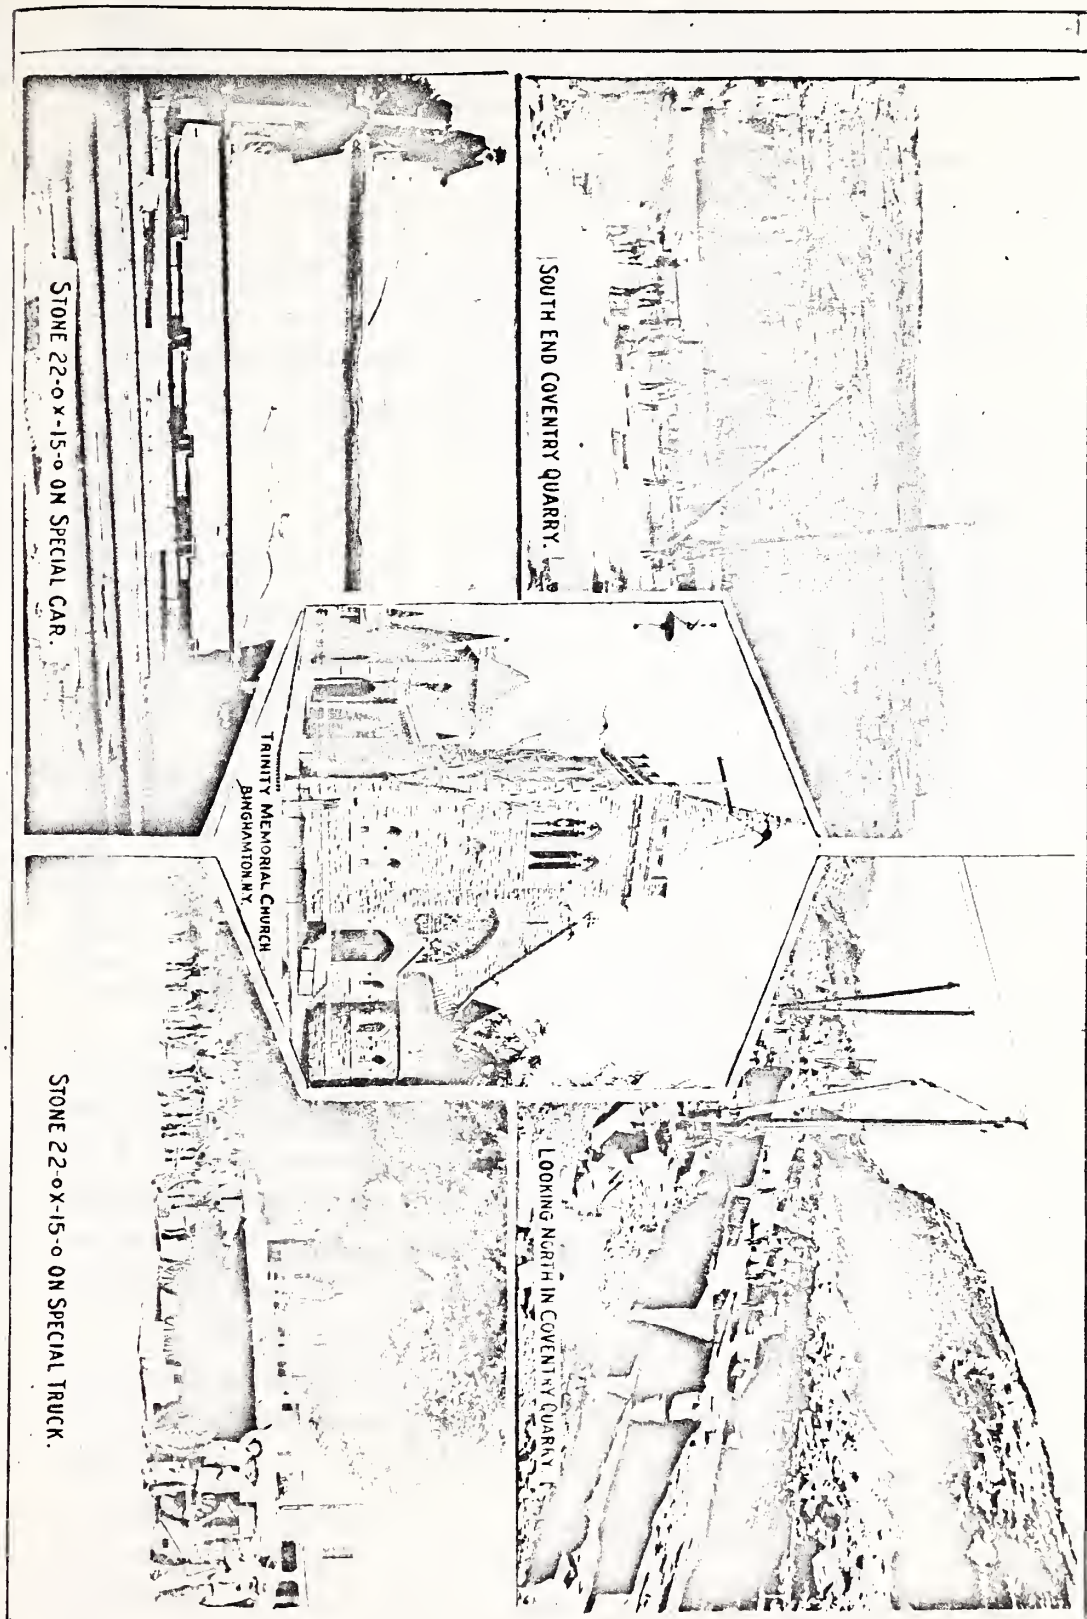 SOUTH END COVENTRY QUARRY.
LOOKING NORTH IN COVENTRY QUARRY.
TRINITY MEMORIAL CHURCH
BINGHAMTON.N.Y.
STONE 22-0 X-15-0 ON SPECIAL CAR.
STONE 22-0X-15-0 ON SPECIAL TRUCK.